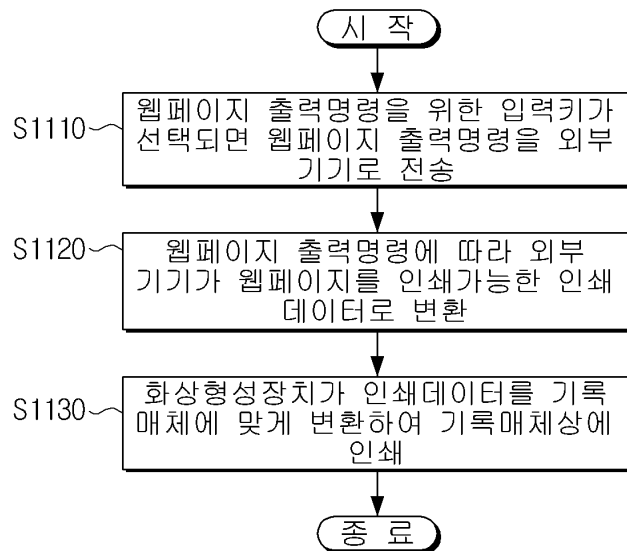 시 작
S1110
웹페이지 출력명령을 위한 입력키가
선택되면 웹페이지 출력명령을 외부
기기로 전송
S1120
웹페이지 출력명령에 따라 외부
기기가 웹페이지를 인쇄가능한 인쇄
데이터로 변환
S1130
화상형성장치가 인쇄데이터를 기록
매체에 맞게 변환하여 기록매체상에
인쇄
종 료